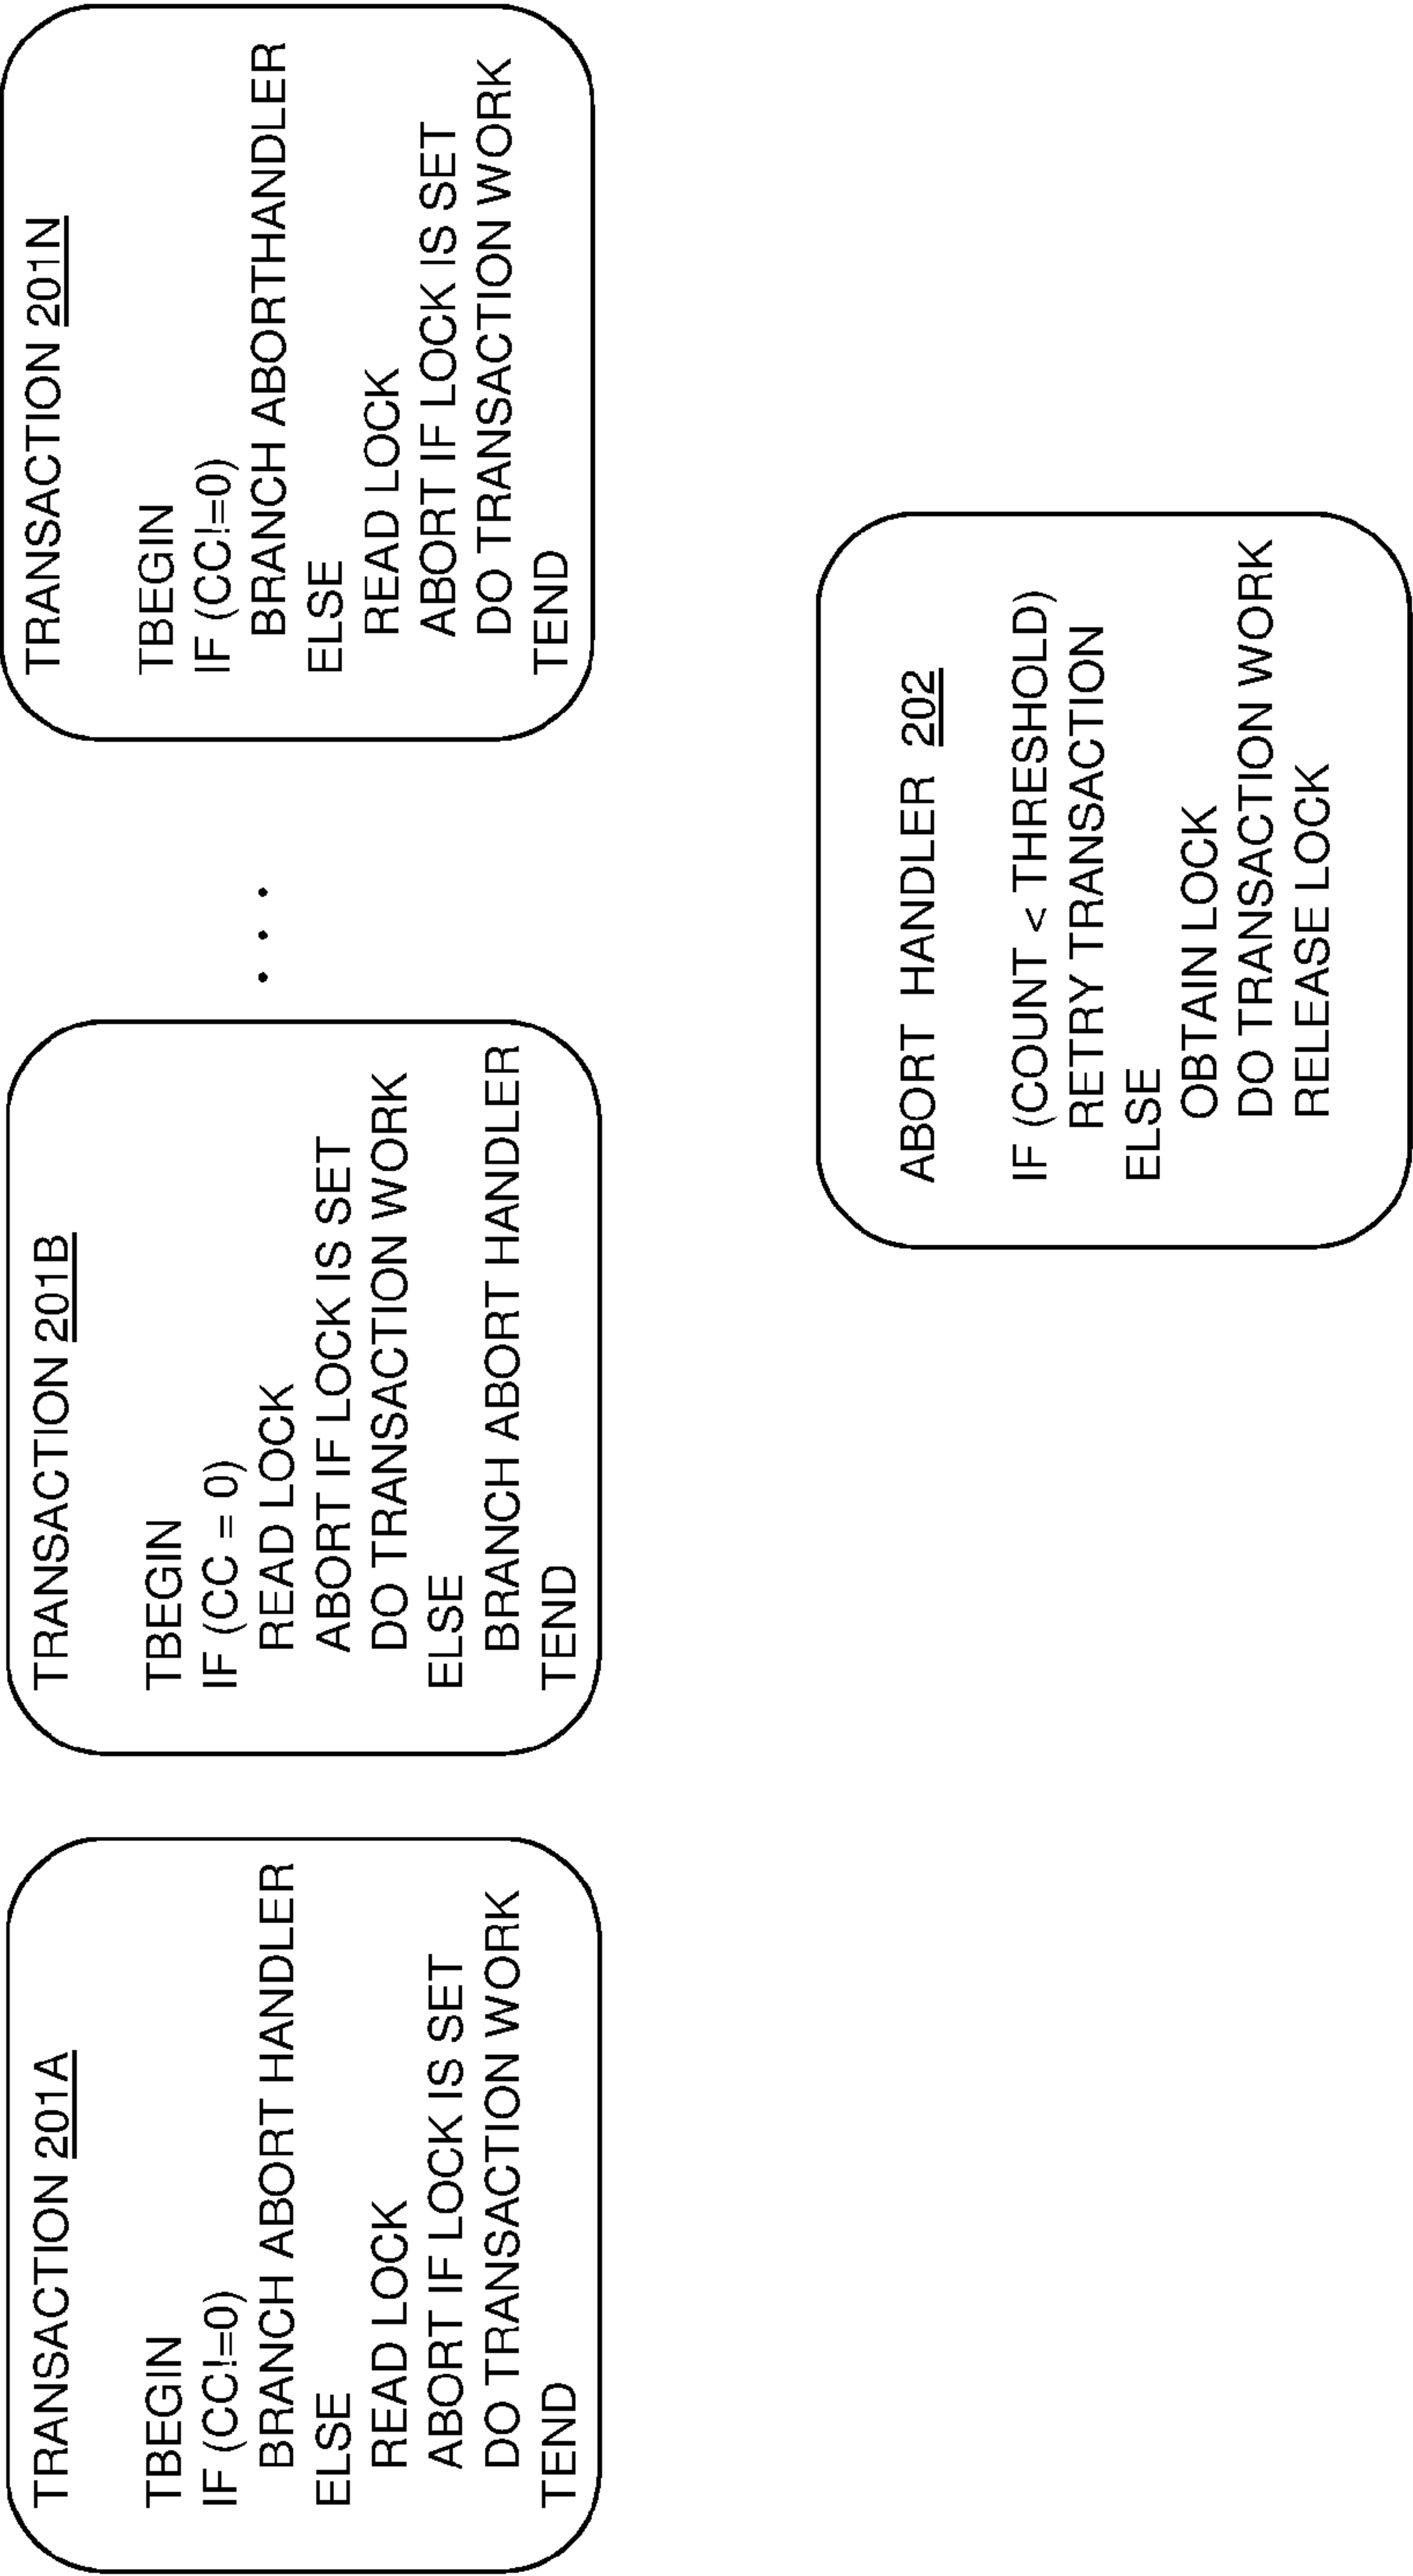 TRANSACTION 201A
TBEGIN
IF (CC!=0)
BRANCH ABORT HANDLER
ELSE
READ LOCK
ABORT IF LOCK IS SET
DO TRANSACTION WORK
TEND
TRANSACTION 201B
TBEGIN
IF (CC = 0)
READ LOCK
ABORT IF LOCK IS SET
DO TRANSACTION WORK
ELSE
BRANCH ABORT HANDLER
TEND
. . .
TRANSACTION 201N
TBEGIN
IF (CC!=0)
BRANCH ABORTHANDLER
ELSE
READ LOCK
ABORT IF LOCK IS SET
DO TRANSACTION WORK
TEND
ABORT HANDLER 202
IF (COUNT < THRESHOLD)
RETRY TRANSACTION
ELSE
OBTAIN LOCK
DO TRANSACTION WORK
RELEASE LOCK